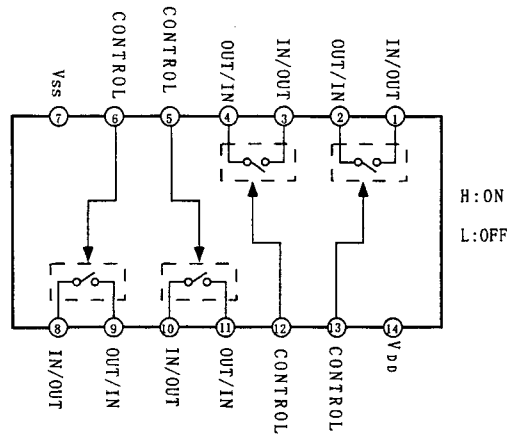 Vss
CONTROL
CONTROL
OUT/IN
IN/OUT
OUT/IN
IN/OUT
7
6
5
4
3
2
1
H:ON
L:OFF
8
9
10
11
12
13
14
IN/OUT
OUT/IN
IN/OUT
OUT/IN
CONTROL
CONTROL
VDD